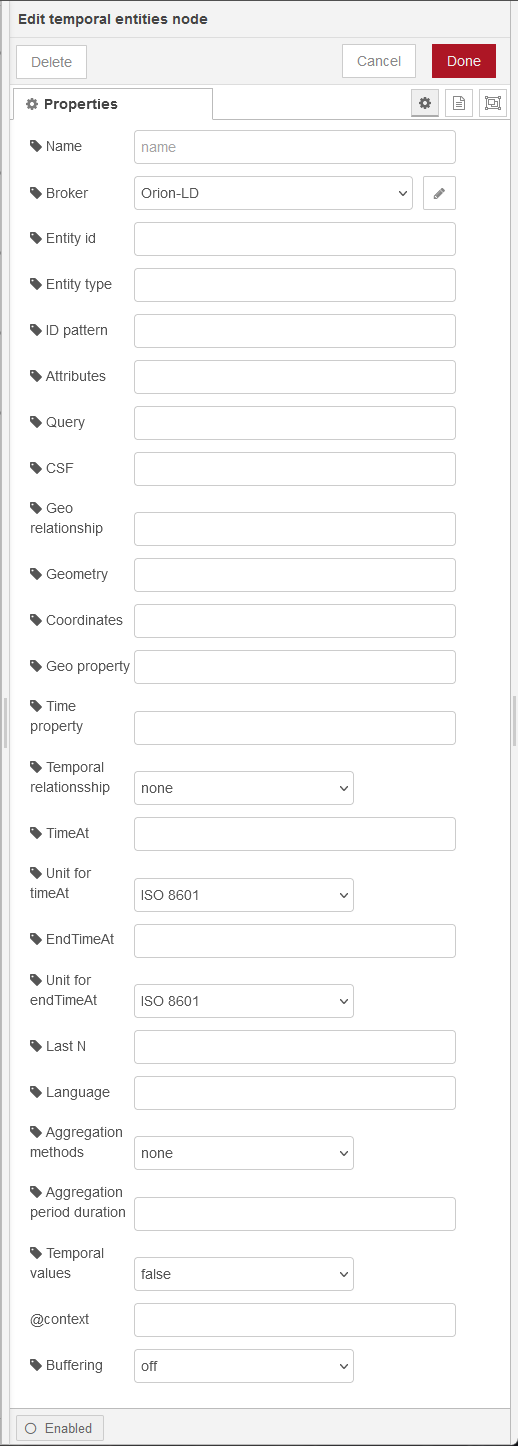 Edit temporal entities node
Delete
Cancel
Done
Properties
Name
name
Broker
Orion-LD
Entity id
Entity type
ID pattern
Attributes
Query
CSF
Geo
relationship
Geometry
Coordinates
Geo property
Time
property
Temporal
relationsship
none
TimeAt
Unit for
timeAt
ISO 8601
EndTimeAt
Unit for
endTimeAt
ISO 8601
Last N
Language
Aggregation
methods
none
Aggregation
period duration
Temporal
values
false
@context
Buffering
off
Enabled